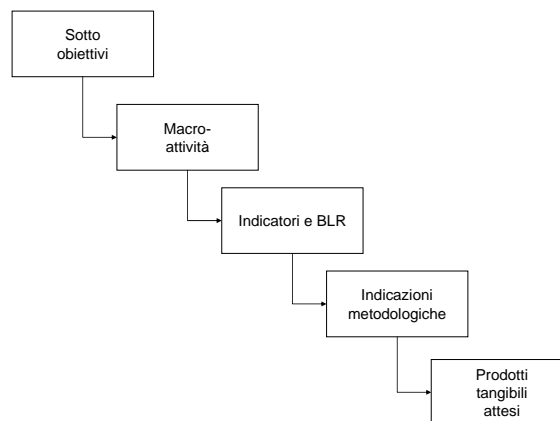 Sotto
obiettivi
Macro-
attività
Indicatori e BLR
Indicazioni
metodologiche
Prodotti
tangibili
attesi